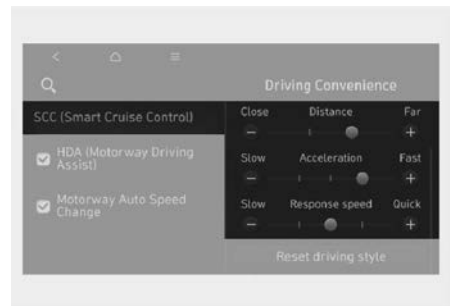 Driving Convenience
SCC (Smart Cruise Control)
HDA (Motorway Driving
Assist)
Motorway Auto Speed
Change
Close Distance Far
Slow Acceleration Fast
Slow Response speed Quick
Reset driving style